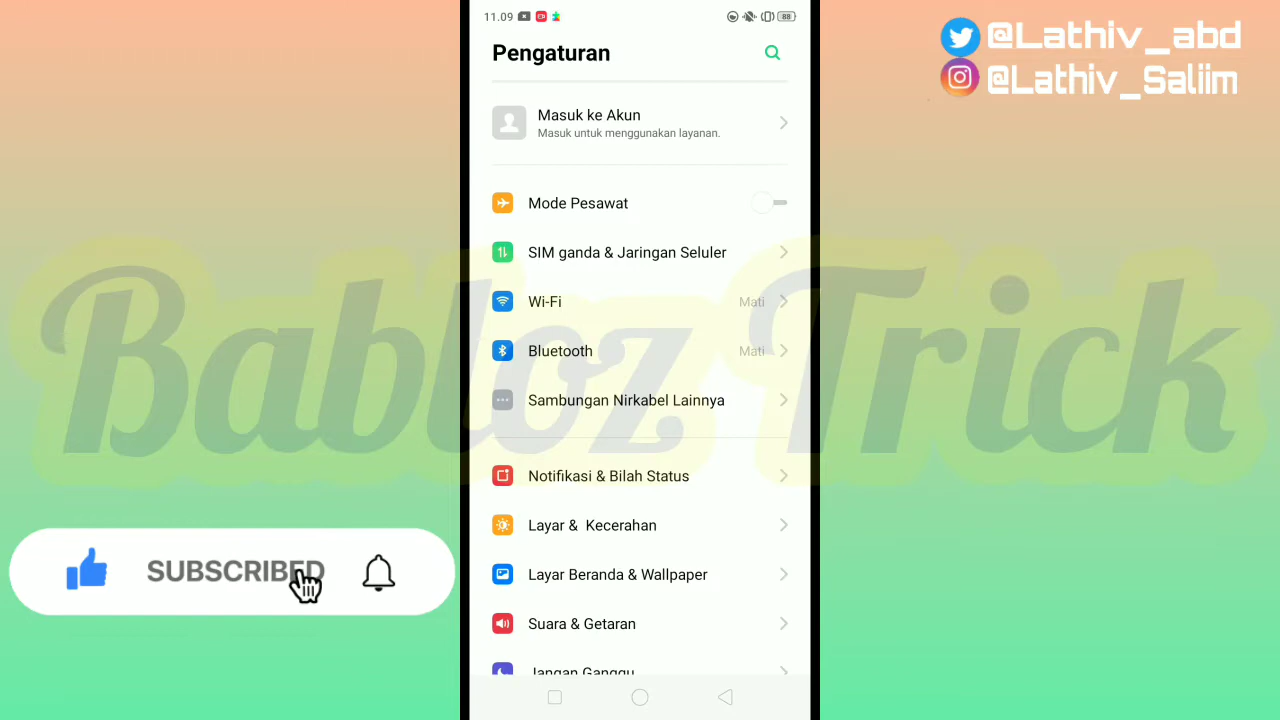 11.09
88
Pengaturan
Masuk ke Akun
Masuk untuk menggunakan layanan.
Mode Pesawat
SIM ganda & Jaringan Seluler
Wi-Fi
Mati
Bluetooth
Mati
Sambungan Nirkabel Lainnya
Notifikasi & Bilah Status
Layar & Kecerahan
Layar Beranda & Wallpaper
Suara & Getaran
Jangan Ganggu
@Lathiv_abd
@Lathiv_Saliim
Babloz Trick
SUBSCRIBED